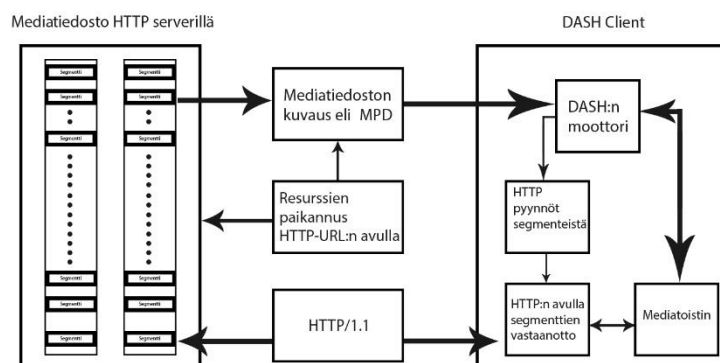 Mediatiedosto HTTP serverillä
DASH Client
Segmentti Segmentti
Segmentti Segmentti
Segmentti
Segmentti Segmentti
Segmentti Segmentti
Segmentti Segmentti
Mediatiedoston
kuvaus eli MPD
Resurssien
paikannus
HTTP-URL:n avulla
HTTP/1.1
DASH:n
moottori
HTTP
pyynnöt
segmenteistä
HTTP:n avulla
segmenttien
vastaanotto
Mediatoistin